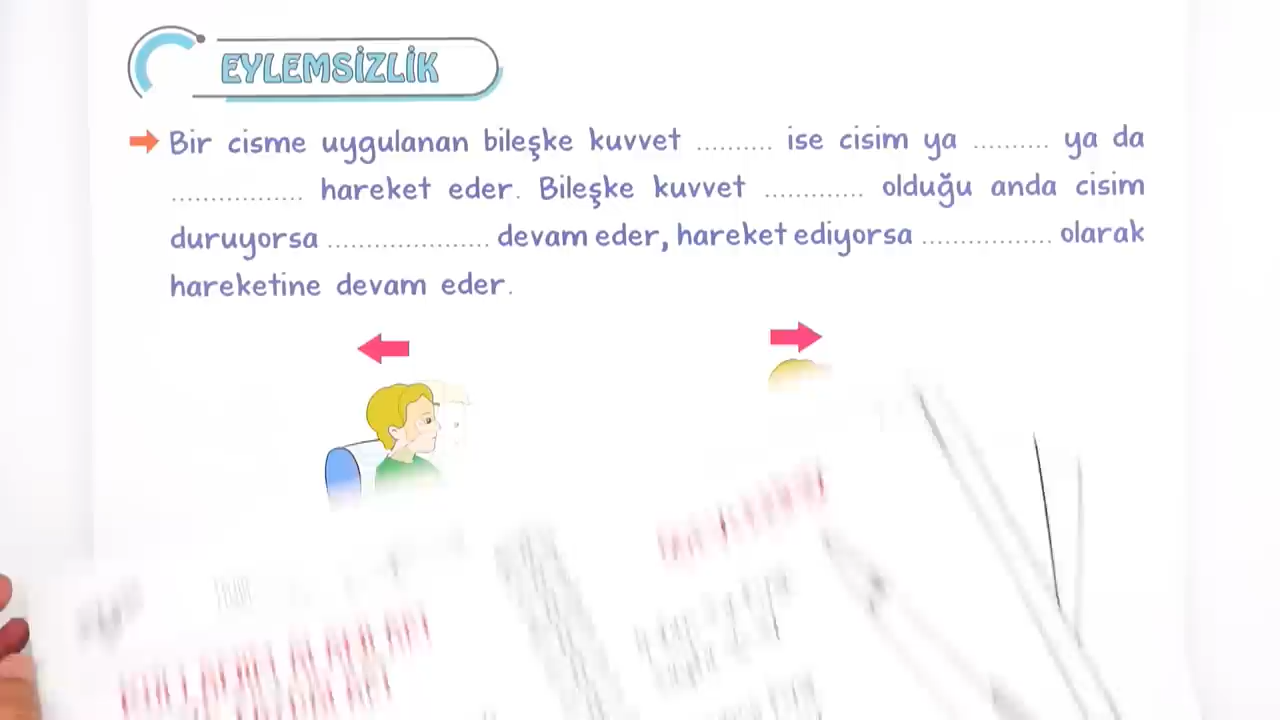 EYLEMSİZLİK
Bir cisme uygulanan bileşke kuvvet .......... ise cisim ya .......... ya da
................. hareket eder. Bileşke kuvvet ............. olduğu anda cisim
duruyorsa ..................... devam eder, hareket ediyorsa ................. olarak
hareketine devam eder.